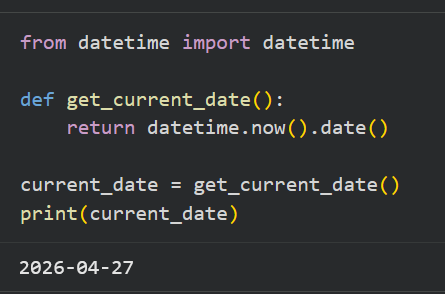 from datetime import datetime
def get_current_date():
    return datetime.now().date()
current_date = get_current_date()
print(current_date)
2026-04-27